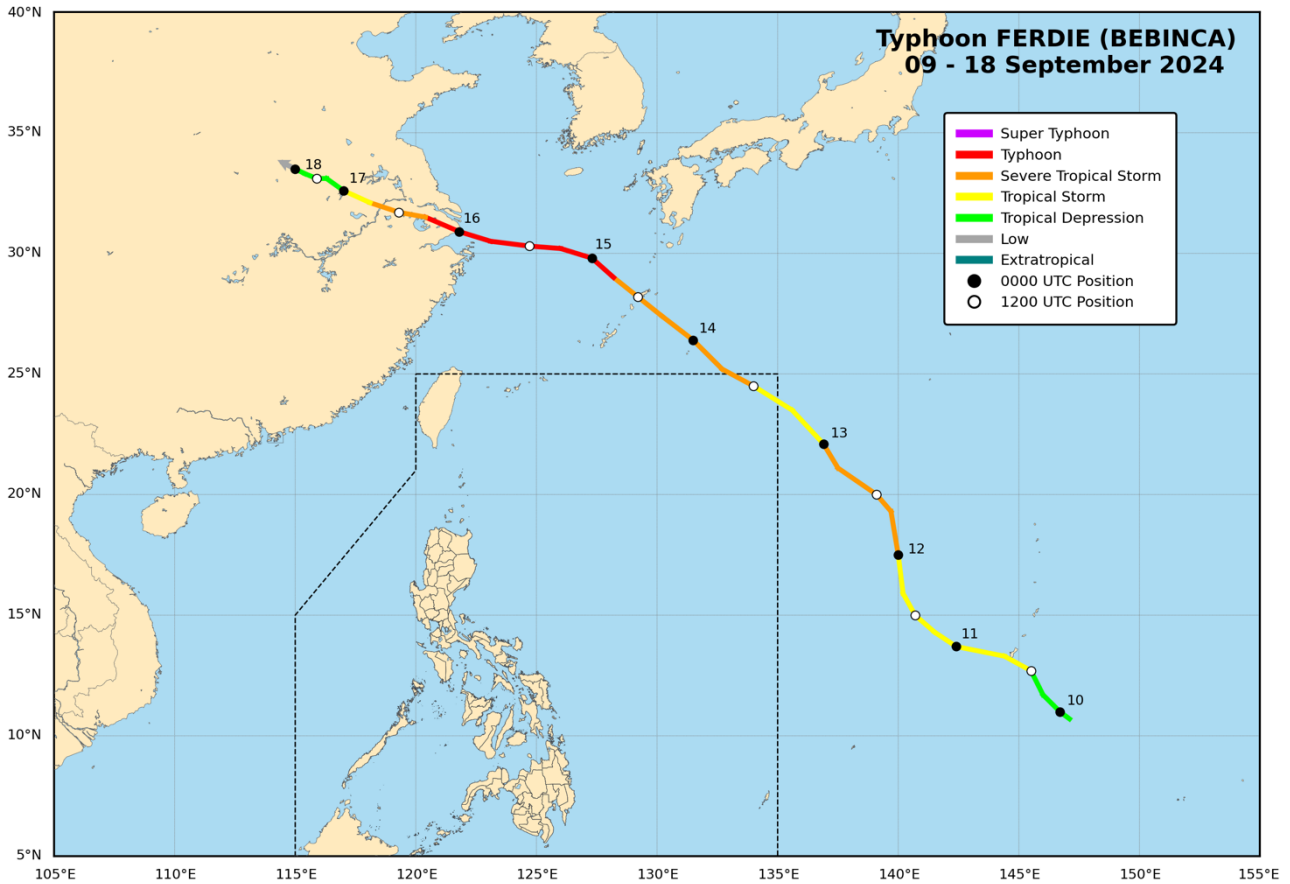 Typhoon FERDIE (BEBINCA)
09 - 18 September 2024
Super Typhoon
Typhoon
Severe Tropical Storm
Tropical Storm
Tropical Depression
Low
Extratropical
0000 UTC Position
1200 UTC Position
40°N
35°N
30°N
25°N
20°N
15°N
10°N
5°N
18
17
16
15
14
13
12
11
10
105°E 110°E 115°E 120°E 125°E 130°E 135°E 140°E 145°E 150°E 155°E